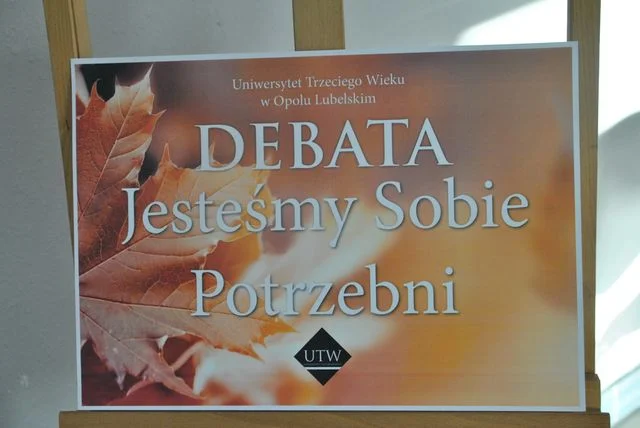 Uniwersytet Trzeciego Wieku
w Opolu Lubelskim
DEBATA
Jesteśmy Sobie
Potrzebni
UTW